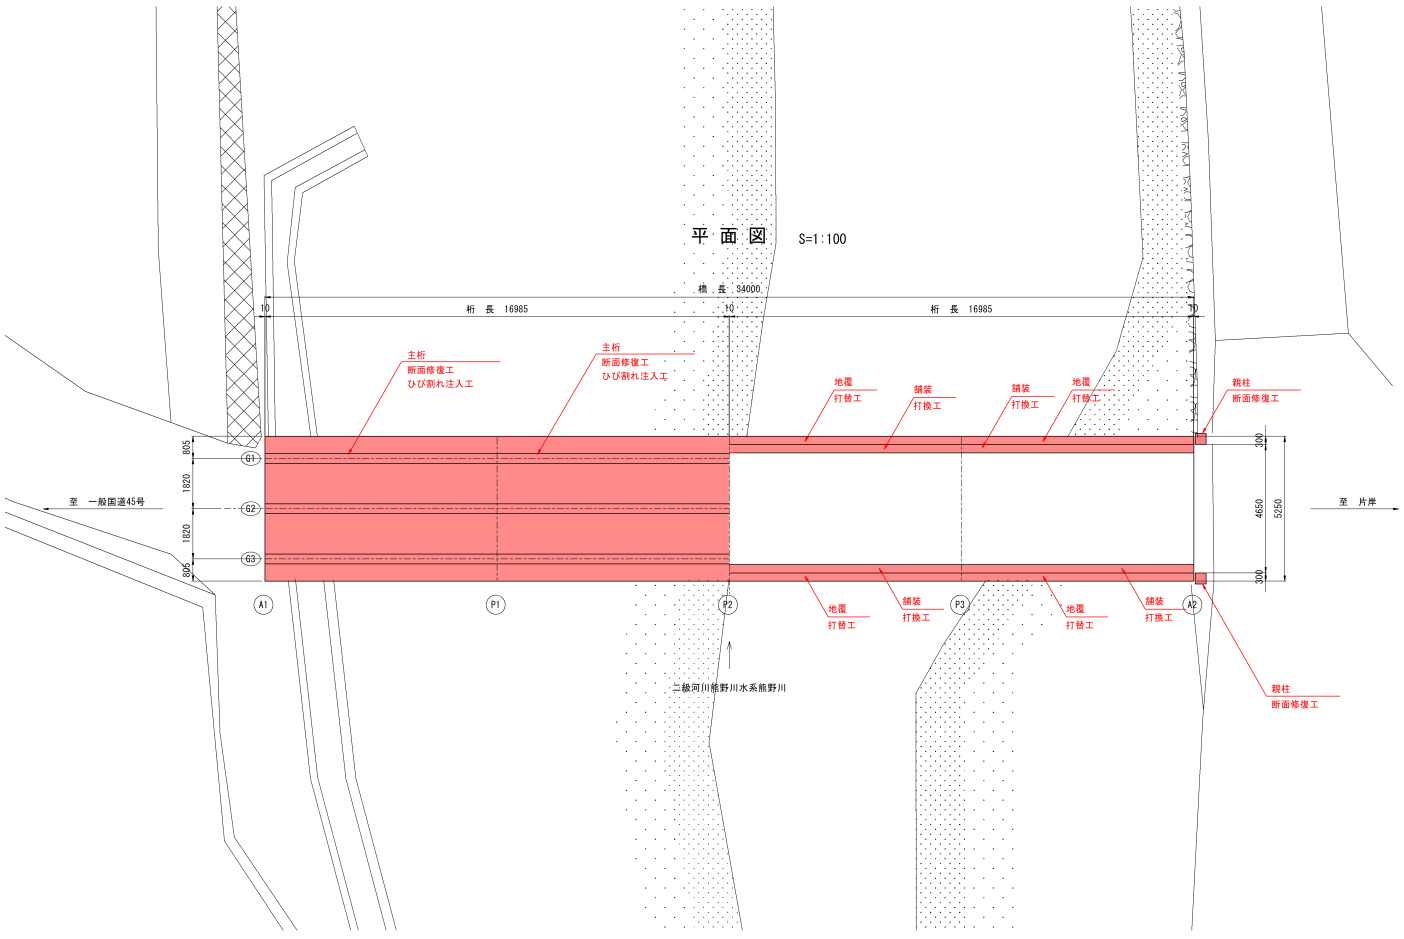 平 面 図 S=1:100
橋 長 34000
10 桁 長 16985 10 桁 長 16985 10
主桁
断面修復工
ひび割れ注入工
主桁
断面修復工
ひび割れ注入工
地覆
打替工
舗装
打換工
舗装
打換工
地覆
打替工
親柱
断面修復工
805
1820
1820
805
G1
G2
G3
至 一般国道45号
至 片岸
300
4650
300
5250
A1
P1
P2
P3
A2
地覆
打替工
舗装
打換工
地覆
打替工
舗装
打換工
二級河川熊野川水系熊野川
親柱
断面修復工